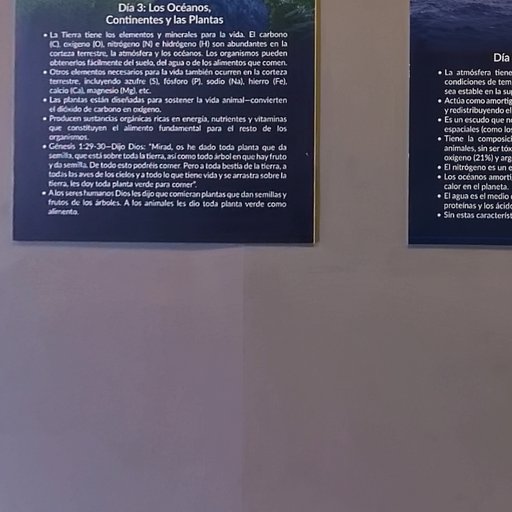 Día 3: Los Océanos,
Continentes y las Plantas
• La Tierra tiene los elementos y minerales para la vida. El carbono
(C), oxígeno (O), nitrógeno (N) e hidrógeno (H) son abundantes en la
corteza terrestre, la atmósfera y los océanos. Los organismos pueden
obtenerlos fácilmente del suelo, del agua o de los alimentos que comen.
• Otros elementos necesarios para la vida también ocurren en la corteza
terrestre, incluyendo azufre (S), fósforo (P), sodio (Na), hierro (Fe),
calcio (Ca), magnesio (Mg), etc.
• Las plantas están diseñadas para sostener la vida animal—convierten
el dióxido de carbono en oxígeno.
• Producen sustancias orgánicas ricas en energía, nutrientes y vitaminas
que constituyen el alimento fundamental para el resto de los
organismos.
• Génesis 1:29-30—Dijo Dios: "Mirad, os he dado toda planta que da
semilla, que está sobre toda la tierra, así como todo árbol en que hay fruto
y da semilla. De todo esto podréis comer. Pero a toda bestia de la tierra, a
todas las aves de los cielos y a todo lo que tiene vida y se arrastra sobre la
tierra, les doy toda planta verde para comer".
• A los seres humanos Dios les dijo que comieran plantas que dan semillas y
frutos de los árboles. A los animales les dio toda planta verde como
alimento.
Día
• La atmósfera tiene
condiciones de tem
sea estable en la sup
• Actúa como amortig
y redistribuyendo el
• Es un escudo que no
espaciales (como los
• Tiene la composici
animales, sin ser tóx
oxígeno (21%) y arg
• El nitrógeno es un e
• Los océanos amorti
calor en el planeta.
• El agua es el medio
proteínas y los ácido
• Sin estas característ